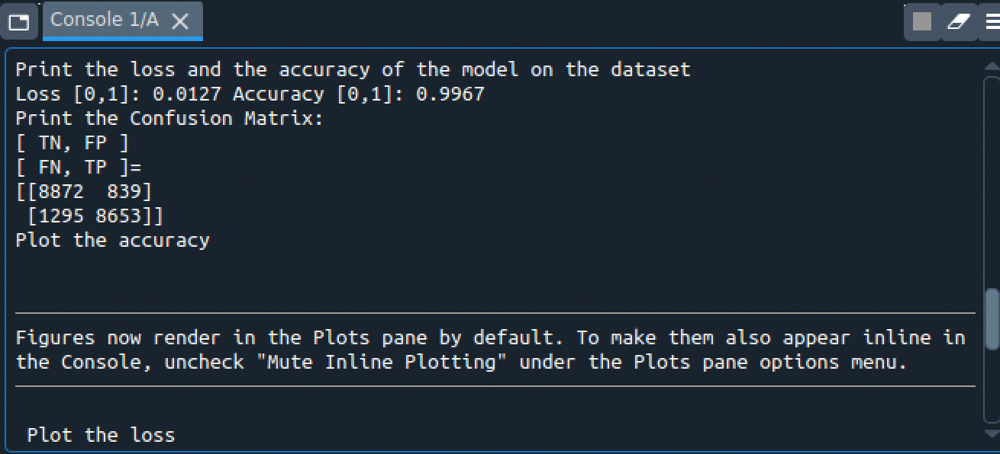 Console 1/A
Print the loss and the accuracy of the model on the dataset
Loss [0,1]: 0.0127 Accuracy [0,1]: 0.9967
Print the Confusion Matrix:
[ TN, FP ]
[ FN, TP ]=
[[8872  839]
 [1295 8653]]
Plot the accuracy
Figures now render in the Plots pane by default. To make them also appear inline in
the Console, uncheck "Mute Inline Plotting" under the Plots pane options menu.
 Plot the loss